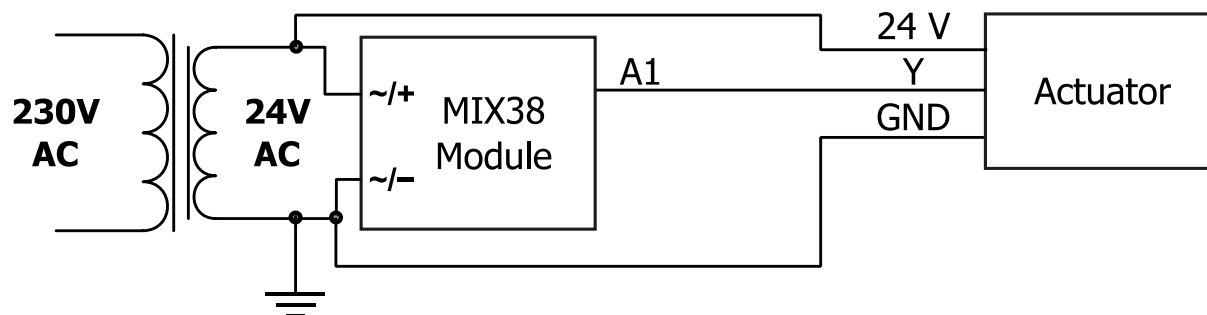 230V
AC
24V
AC
~/+
~/−
MIX38
Module
A1
24 V
Y
GND
Actuator